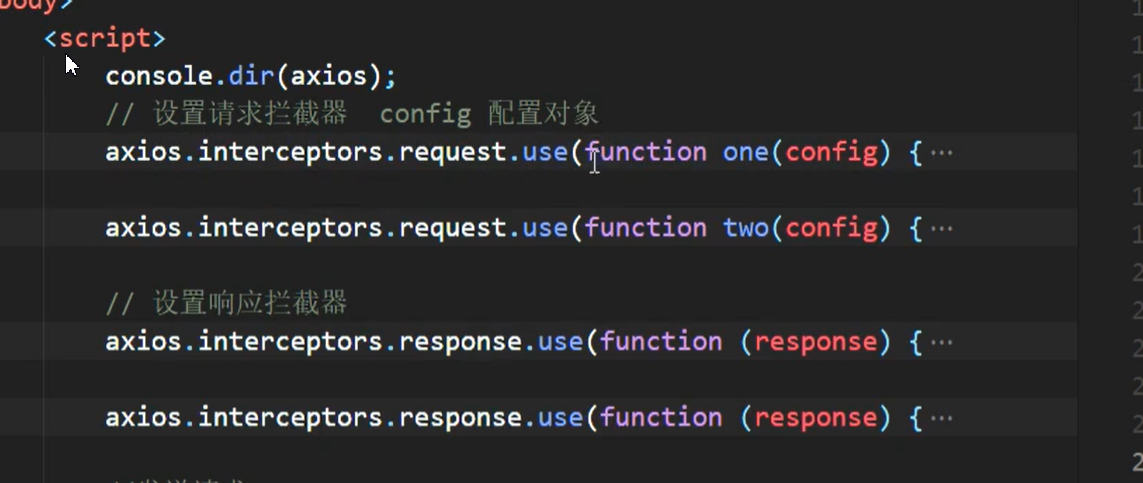 body>
<script>
console.dir(axios);
// 设置请求拦截器 config 配置对象
axios.interceptors.request.use(function one(config) {···
axios.interceptors.request.use(function two(config) {···
// 设置响应拦截器
axios.interceptors.response.use(function (response) {···
axios.interceptors.response.use(function (response) {···